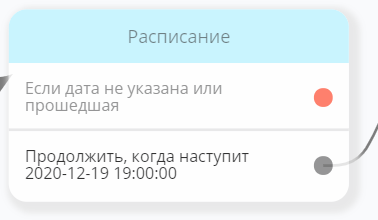 Расписание
Если дата не указана или
прошедшая
Продолжить, когда наступит
2020-12-19 19:00:00